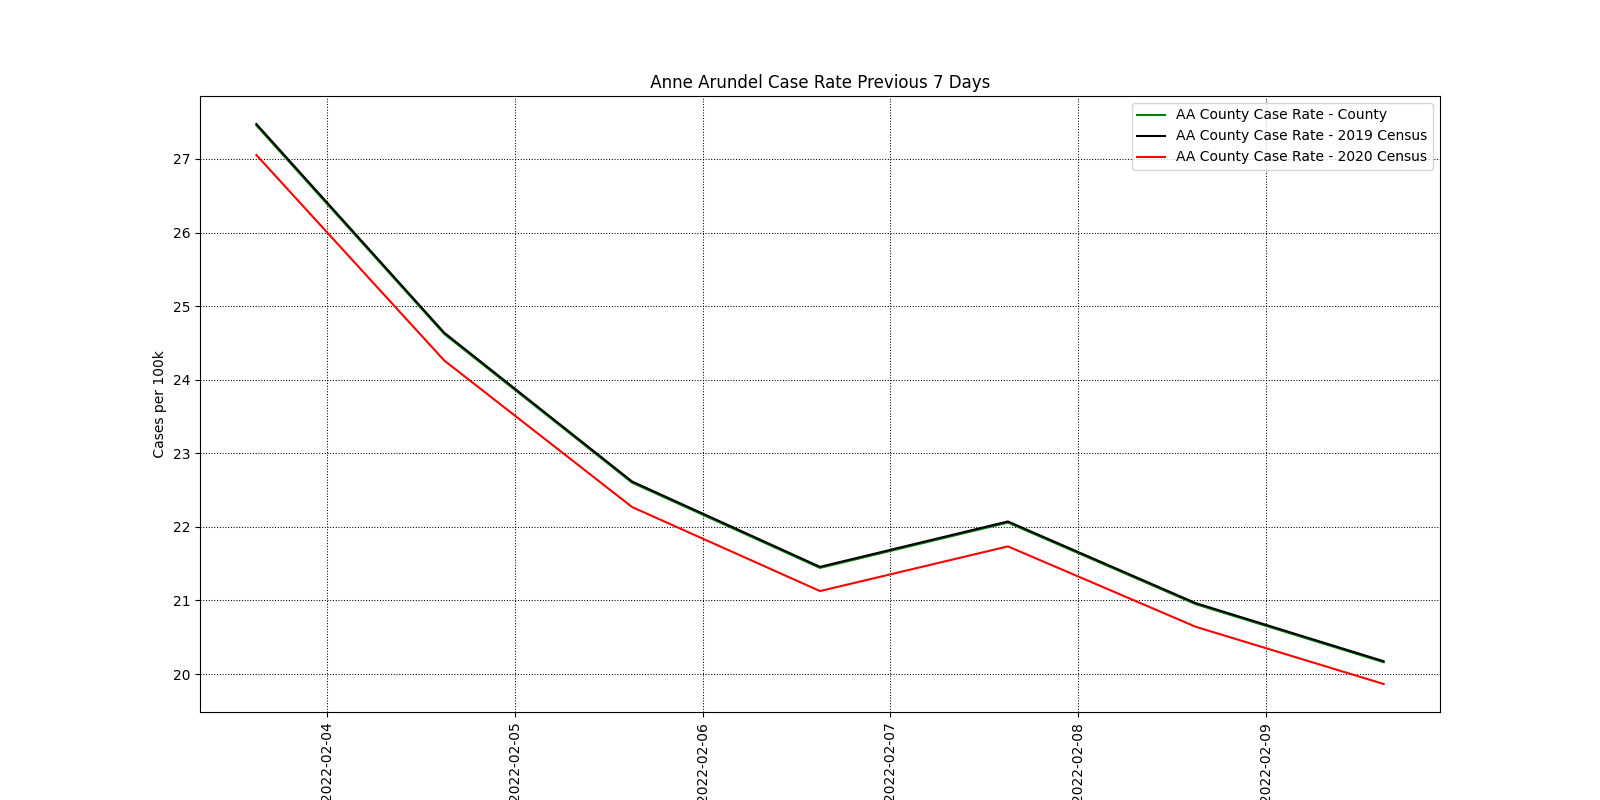 Anne Arundel Case Rate Previous 7 Days
AA County Case Rate - County
AA County Case Rate - 2019 Census
AA County Case Rate - 2020 Census
Cases per 100k
27
26
25
24
23
22
21
20
2022-02-04
2022-02-05
2022-02-06
2022-02-07
2022-02-08
2022-02-09